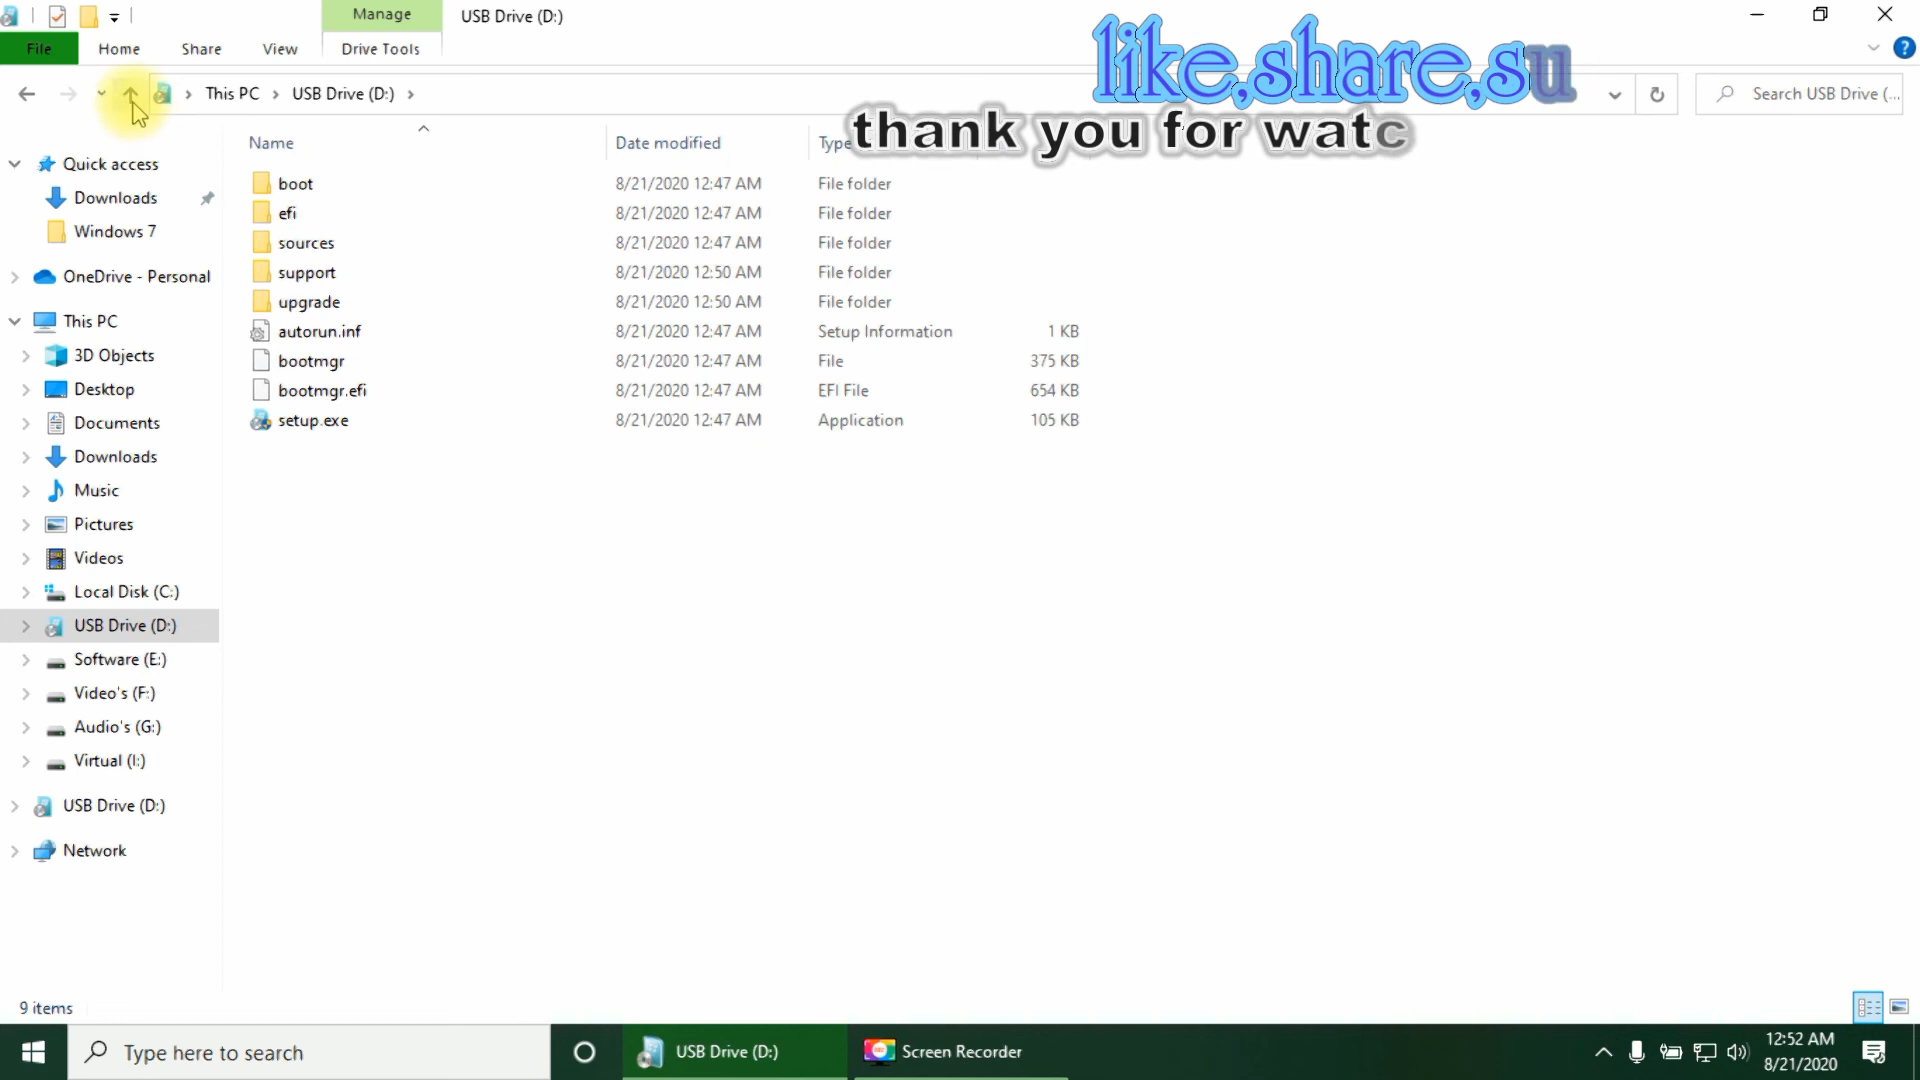 Manage
USB Drive (D:)
File
Home
Share
View
Drive Tools
like,share,su
This PC
USB Drive (D:)
Search USB Drive (...
thank you for watc
Name
Date modified
Type
boot 8/21/2020 12:47 AM File folder
efi 8/21/2020 12:47 AM File folder
sources 8/21/2020 12:47 AM File folder
support 8/21/2020 12:50 AM File folder
upgrade 8/21/2020 12:50 AM File folder
autorun.inf 8/21/2020 12:47 AM Setup Information 1 KB
bootmgr 8/21/2020 12:47 AM File 375 KB
bootmgr.efi 8/21/2020 12:47 AM EFI File 654 KB
setup.exe 8/21/2020 12:47 AM Application 105 KB
Quick access
Downloads
Windows 7
OneDrive - Personal
This PC
3D Objects
Desktop
Documents
Downloads
Music
Pictures
Videos
Local Disk (C:)
USB Drive (D:)
Software (E:)
Video's (F:)
Audio's (G:)
Virtual (I:)
USB Drive (D:)
Network
9 items
Type here to search
USB Drive (D:)
Screen Recorder
12:52 AM
8/21/2020